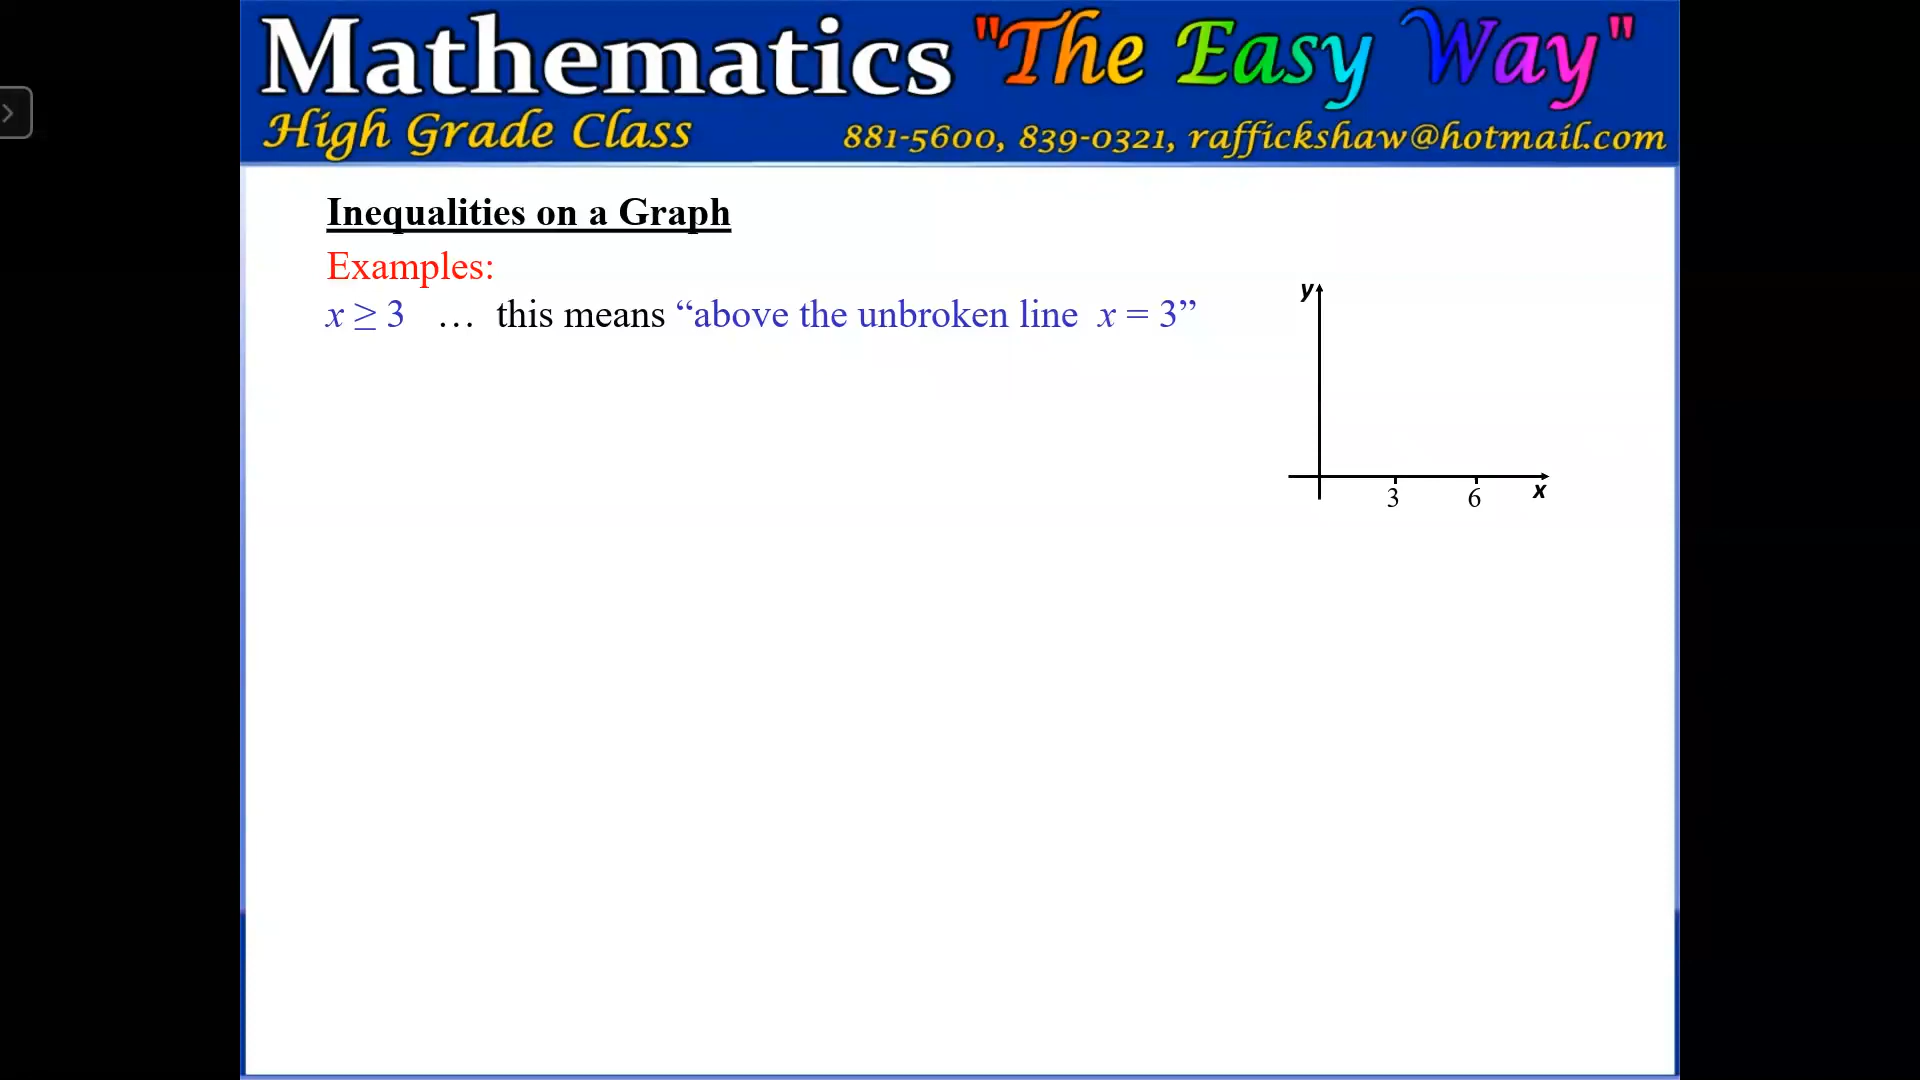 Mathematics "The Easy Way"
High Grade Class 881-5600, 839-0321, raffickshaw@hotmail.com
Inequalities on a Graph
Examples:
x ≥ 3 … this means “above the unbroken line x = 3”
y
3 6 x